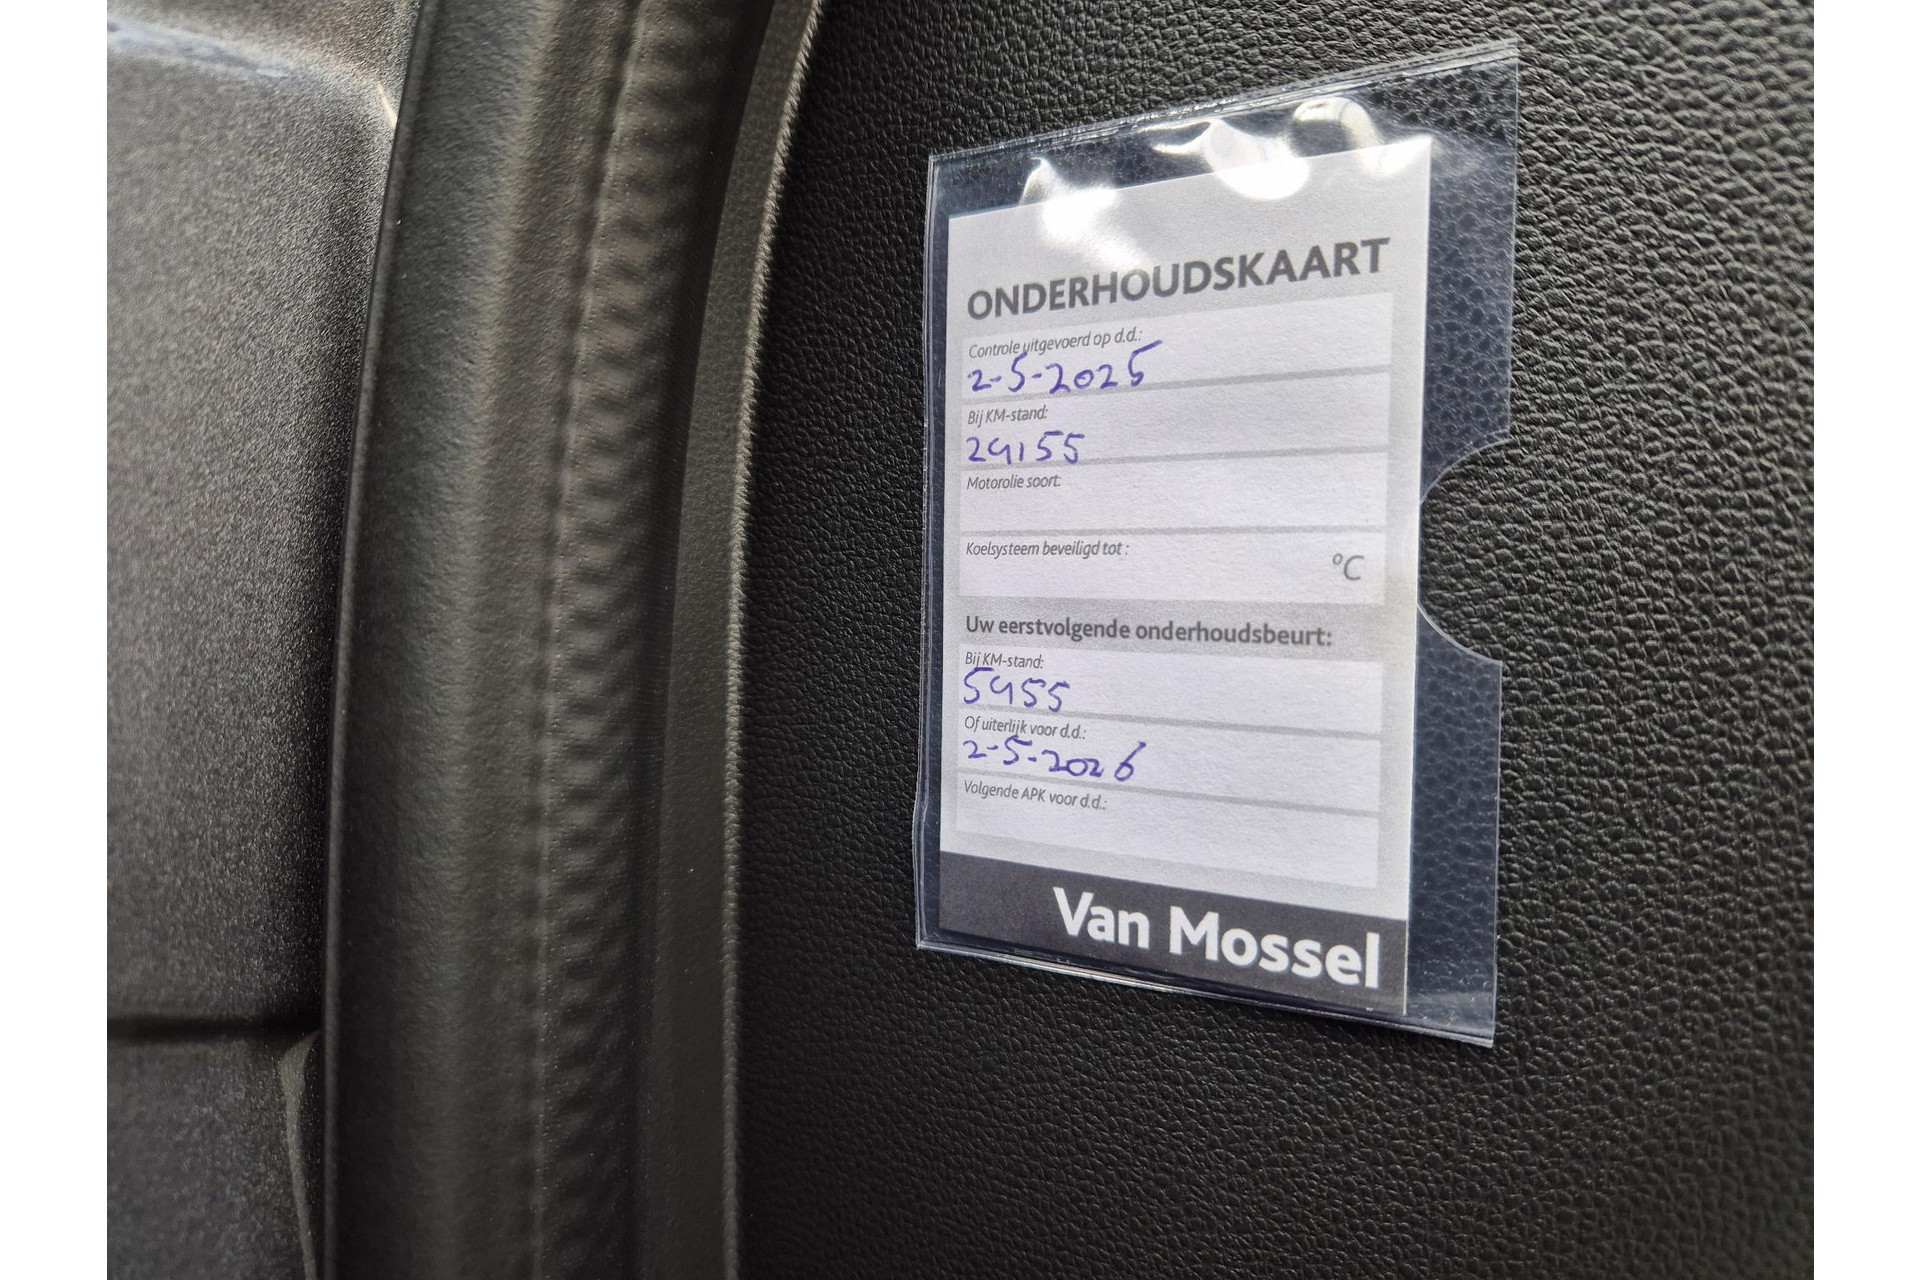 ONDERHOUDSKAART
Controle uitgevoerd op d.d.:
2-5-2025
Bij KM-stand:
29155
Motorolie soort:
Koelsysteem beveiligd tot :
°C
Uw eerstvolgende onderhoudsbeurt:
Bij KM-stand:
5955
Of uiterlijk voor d.d.:
2-5-2026
Volgende APK voor d.d.:
Van Mossel